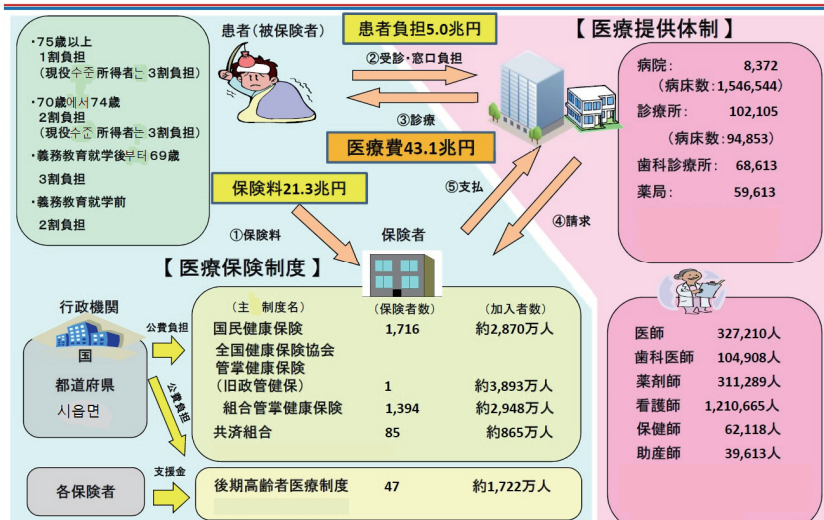 ・75歳以上
1割負担
(現役수준 所得者는 3割負担)
・70歳에서74歳
2割負担
(現役수준 所得者는 3割負担)
・義務教育就学後부터 69歳
3割負担
・義務教育就学前
2割負担
患者(被保険者)
患者負担5.0兆円
②受診・窓口負担
③診療
医療費43.1兆円
保険料21.3兆円
①保険料
⑤支払
④請求
【 医療提供体制 】
病院: 8,372
(病床数:1,546,544)
診療所: 102,105
(病床数:94,853)
歯科診療所: 68,613
薬局: 59,613
【 医療保険制度 】
保険者
行政機関
国
都道府県
시읍면
公費負担
公費負担
(主 制度名) (保険者数) (加入者数)
国民健康保険 1,716 約2,870万人
全国健康保険協会
管掌健康保険
(旧政管健保) 1 約3,893万人
組合管掌健康保険 1,394 約2,948万人
共済組合 85 約865万人
各保険者
支援金
後期高齢者医療制度 47 約1,722万人
医師 327,210人
歯科医師 104,908人
薬剤師 311,289人
看護師 1,210,665人
保健師 62,118人
助産師 39,613人